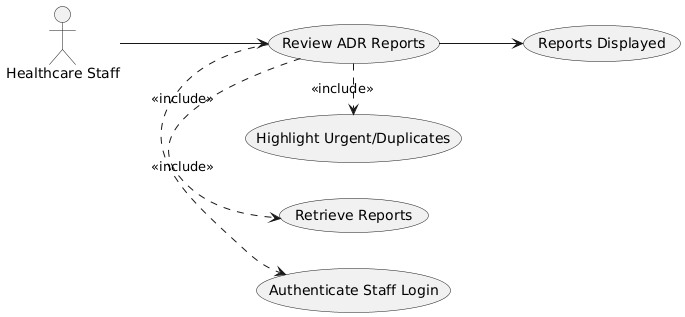 Review ADR Reports
Reports Displayed
Healthcare Staff
«include»
«include»
Highlight Urgent/Duplicates
«include»
Retrieve Reports
Authenticate Staff Login